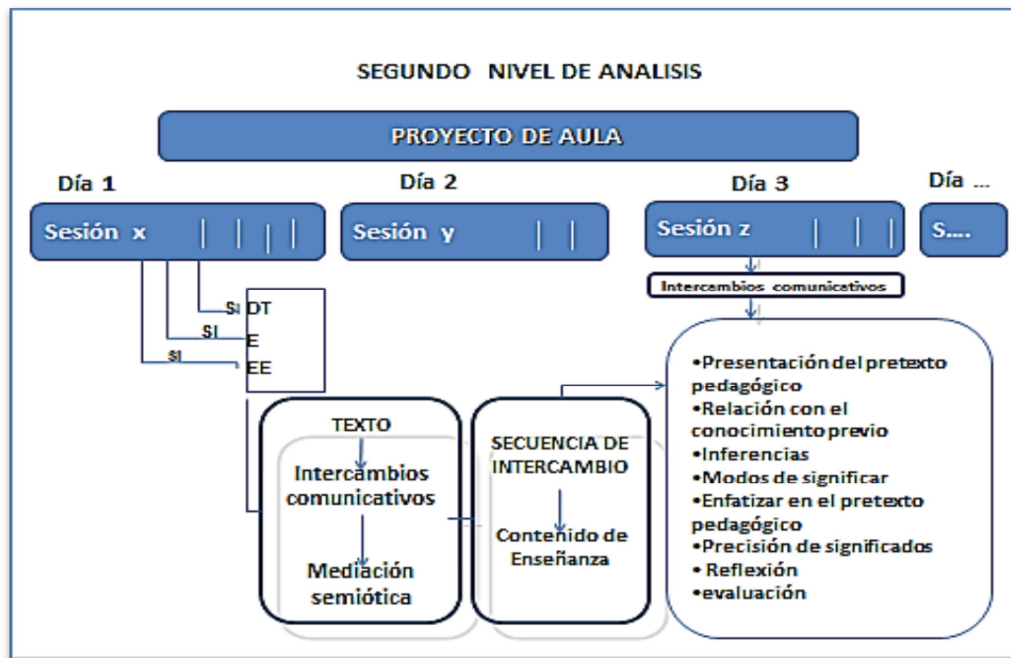 SEGUNDO NIVEL DE ANALISIS
PROYECTO DE AULA
Día 1
Día 2
Día 3
Día ...
Sesión x
Sesión y
Sesión z
S....
Intercambios comunicativos
SI DT
SI E
SI EE
TEXTO
Intercambios
comunicativos
Mediación
semiótica
SECUENCIA DE
INTERCAMBIO
Contenido de
Enseñanza
•Presentación del pretexto
pedagógico
•Relación con el
conocimiento previo
•Inferencias
•Modos de significar
•Enfatizar en el pretexto
pedagógico
•Precisión de significados
• Reflexión
•evaluación